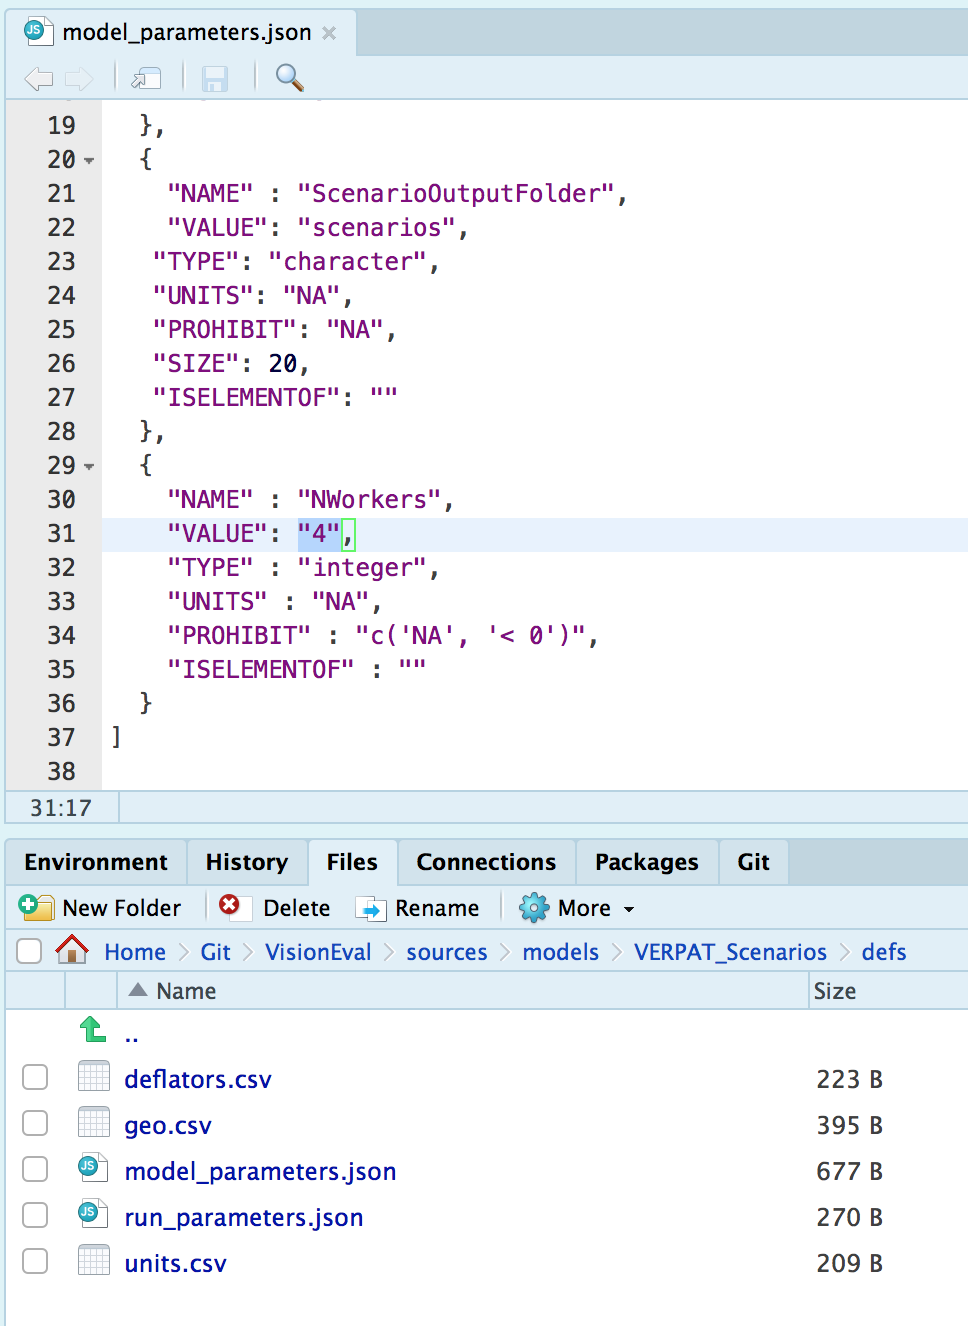 JS model_parameters.json ×
19 },
20 {
21 "NAME" : "ScenarioOutputFolder",
22 "VALUE": "scenarios",
23 "TYPE": "character",
24 "UNITS": "NA",
25 "PROHIBIT": "NA",
26 "SIZE": 20,
27 "ISELEMENTOF": ""
28 },
29 {
30 "NAME" : "NWorkers",
31 "VALUE": "4",
32 "TYPE" : "integer",
33 "UNITS" : "NA",
34 "PROHIBIT" : "c('NA', '< 0')",
35 "ISELEMENTOF" : ""
36 }
37 ]
38
31:17
Environment History Files Connections Packages Git
New Folder Delete Rename More
Home Git VisionEval sources models VERPAT_Scenarios defs
Name Size
..
deflators.csv 223 B
geo.csv 395 B
JS model_parameters.json 677 B
JS run_parameters.json 270 B
units.csv 209 B